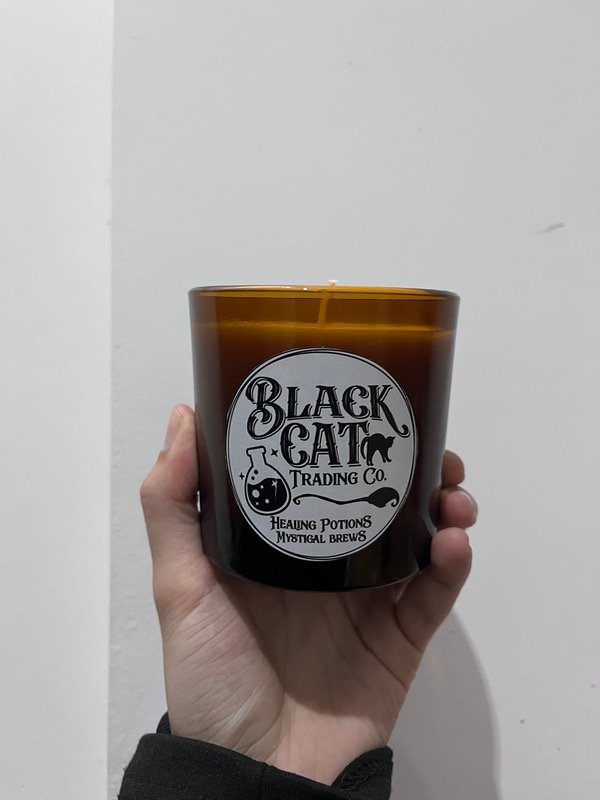 Black
Cat
Trading Co.
Healing Potions
Mystical brews